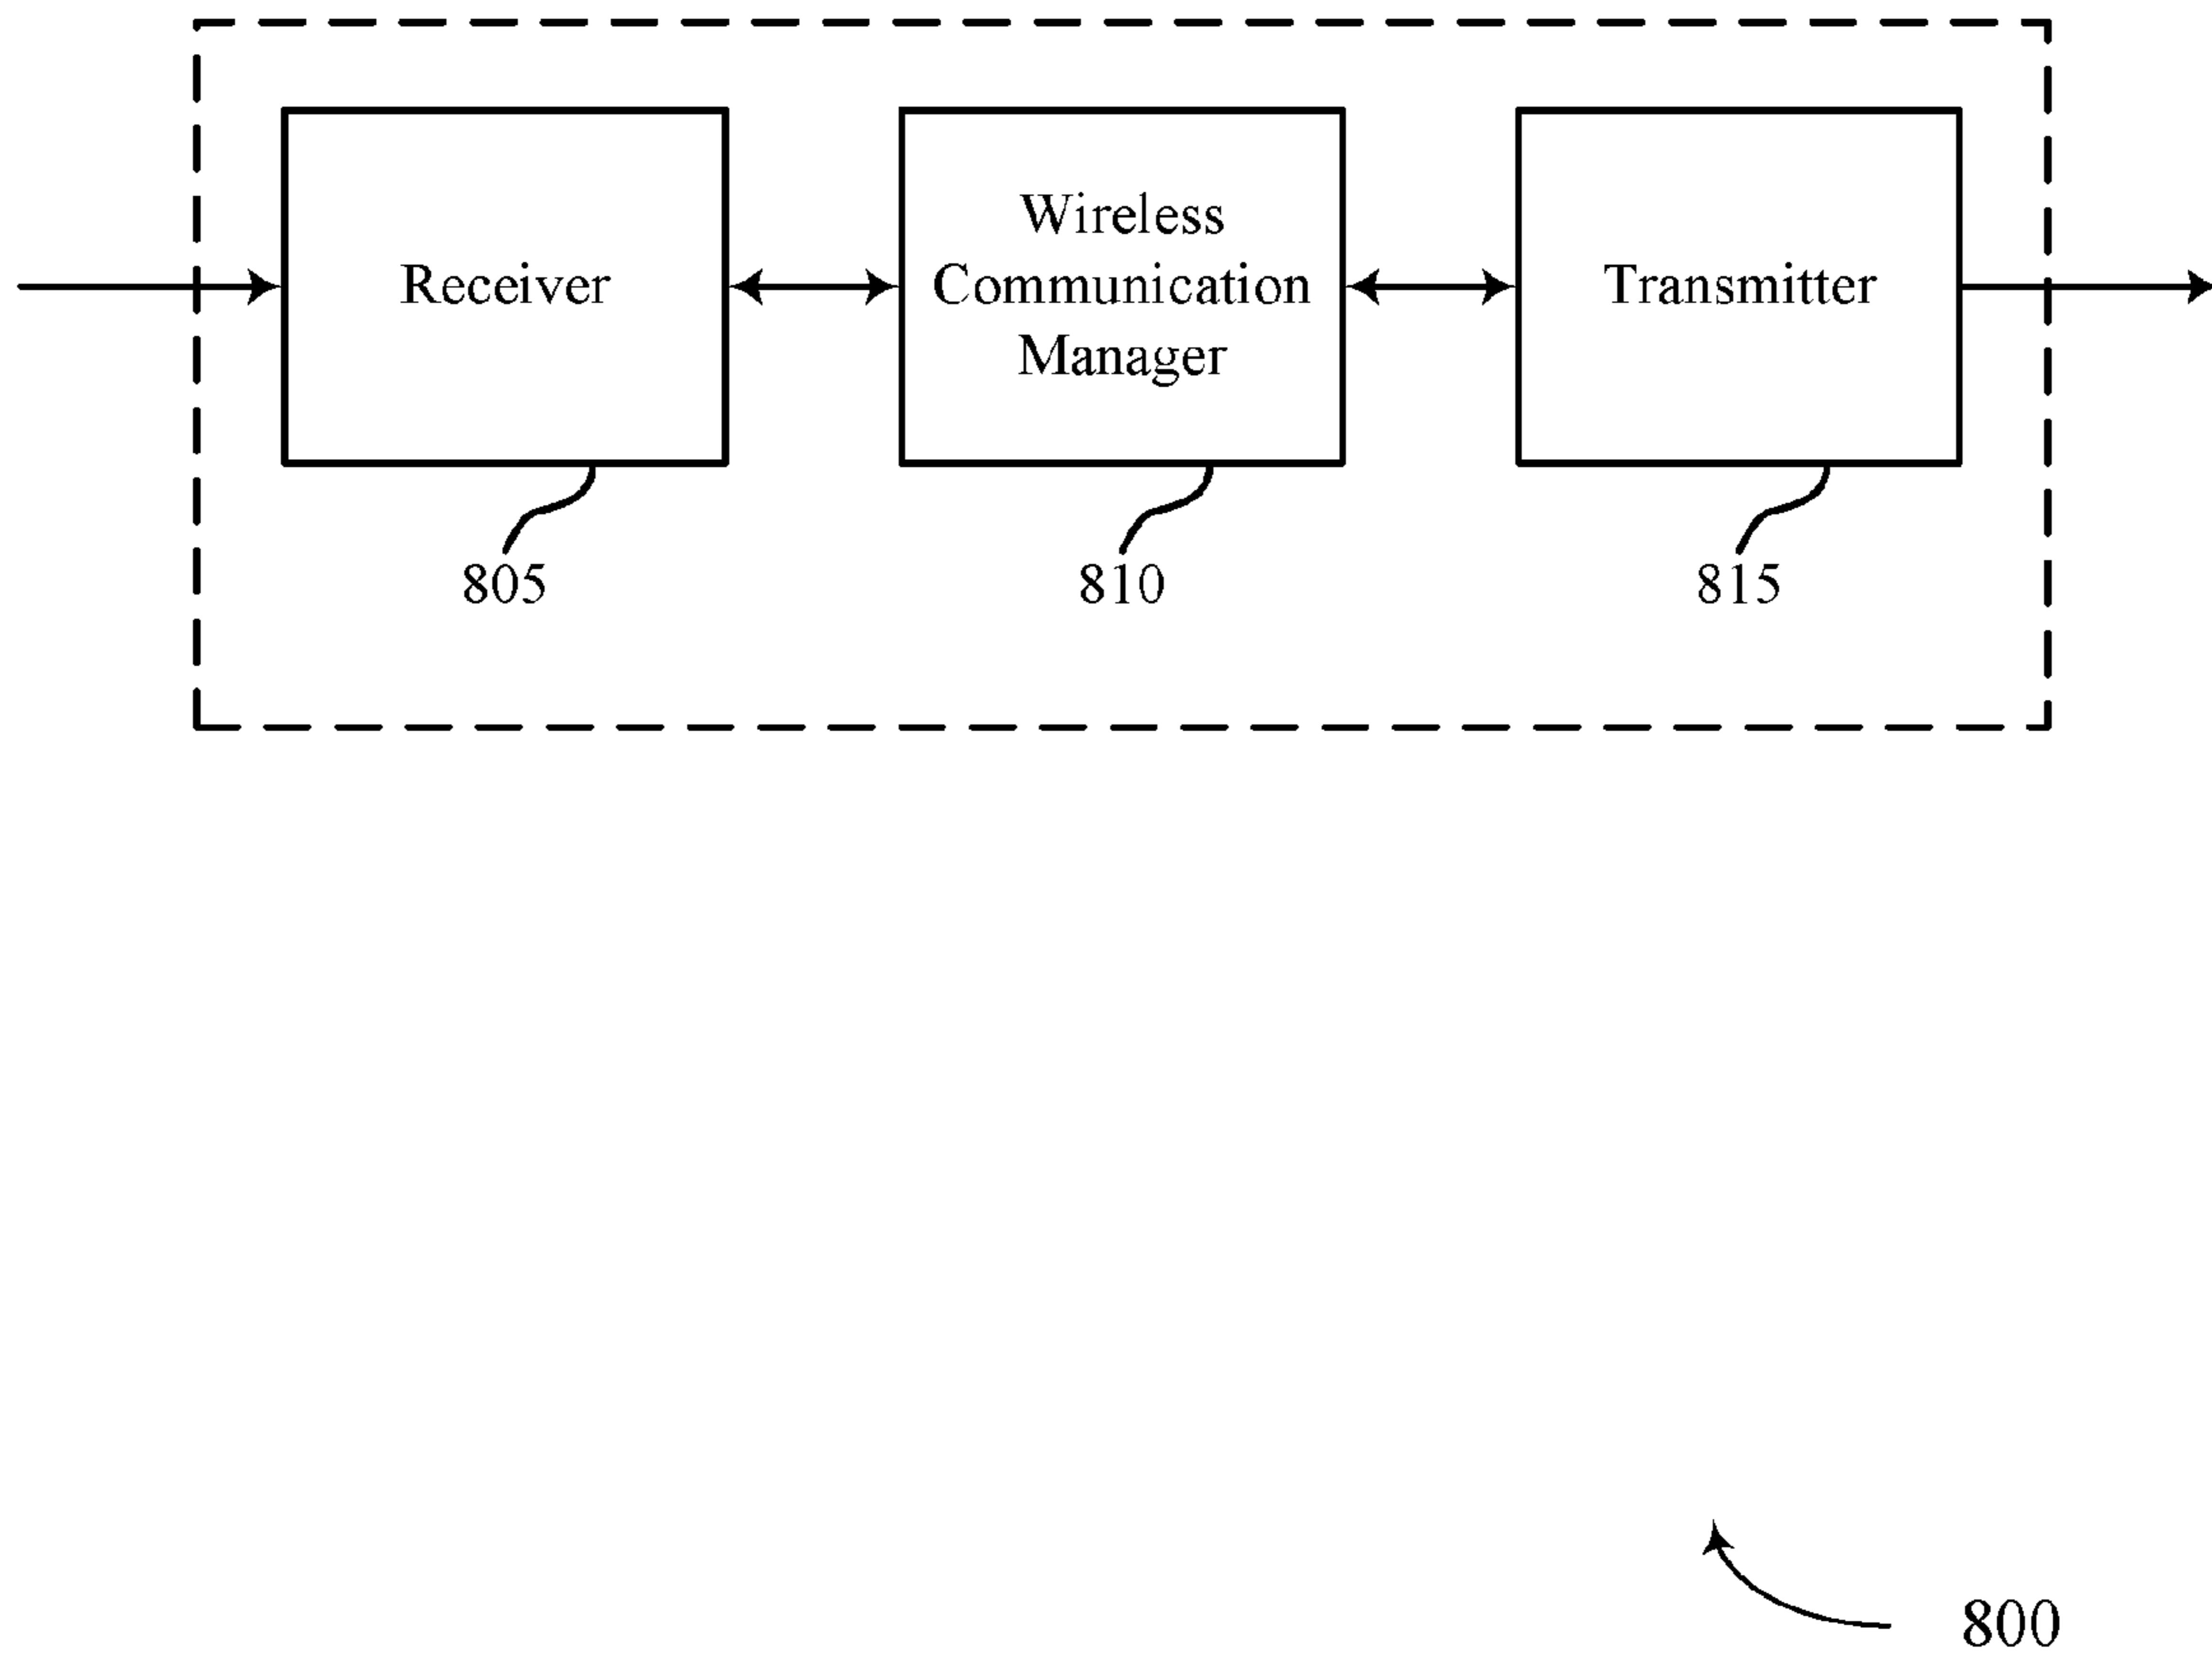 Receiver
Wireless
Communication
Manager
Transmitter
805
810
815
800